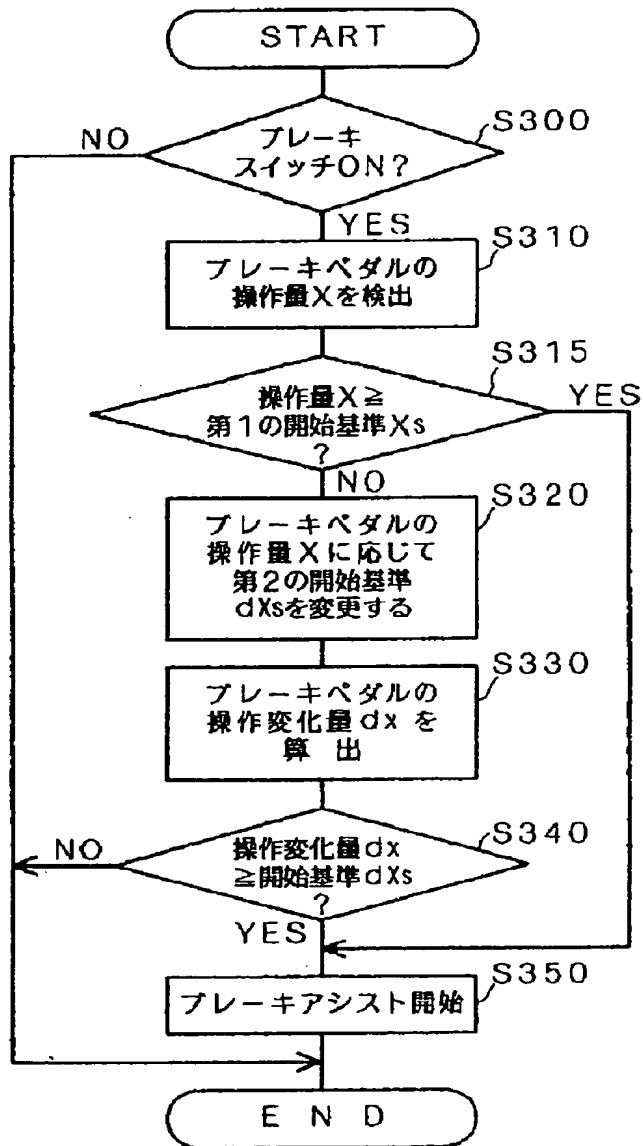 START
S300
NO
ブレーキ
スイッチON?
YES
S310
ブレーキペダルの
操作量Xを検出
S315
操作量X≧
第1の開始基準Xs
?
YES
NO
S320
ブレーキペダルの
操作量Xに応じて
第2の開始基準
dXsを変更する
S330
ブレーキペダルの
操作変化量dxを
算出
S340
NO
操作変化量dx
≧開始基準dXs
?
YES
S350
ブレーキアシスト開始
END